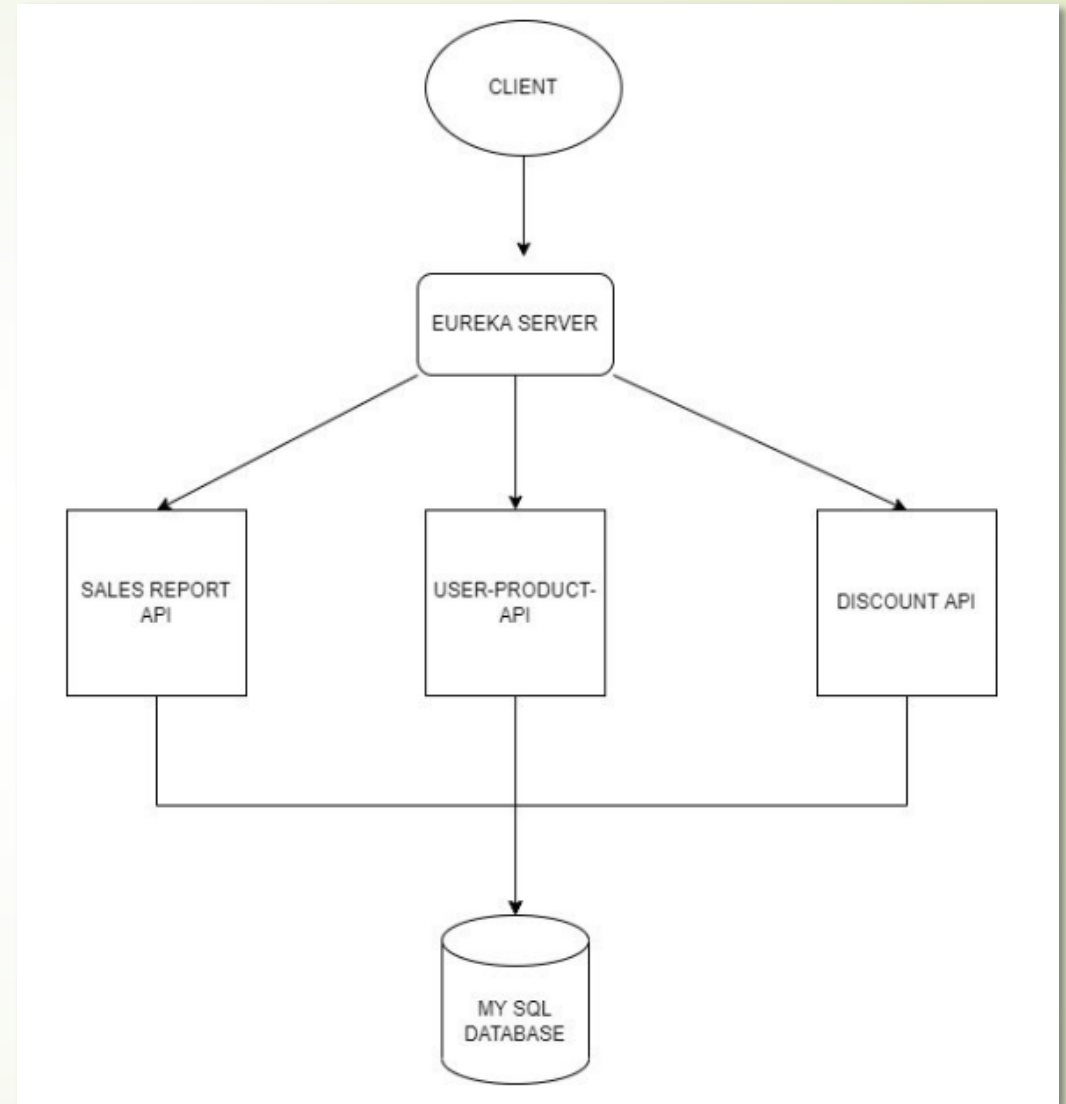 CLIENT
EUREKA SERVER
SALES REPORT
API
USER-PRODUCT-
API
DISCOUNT API
MY SQL
DATABASE